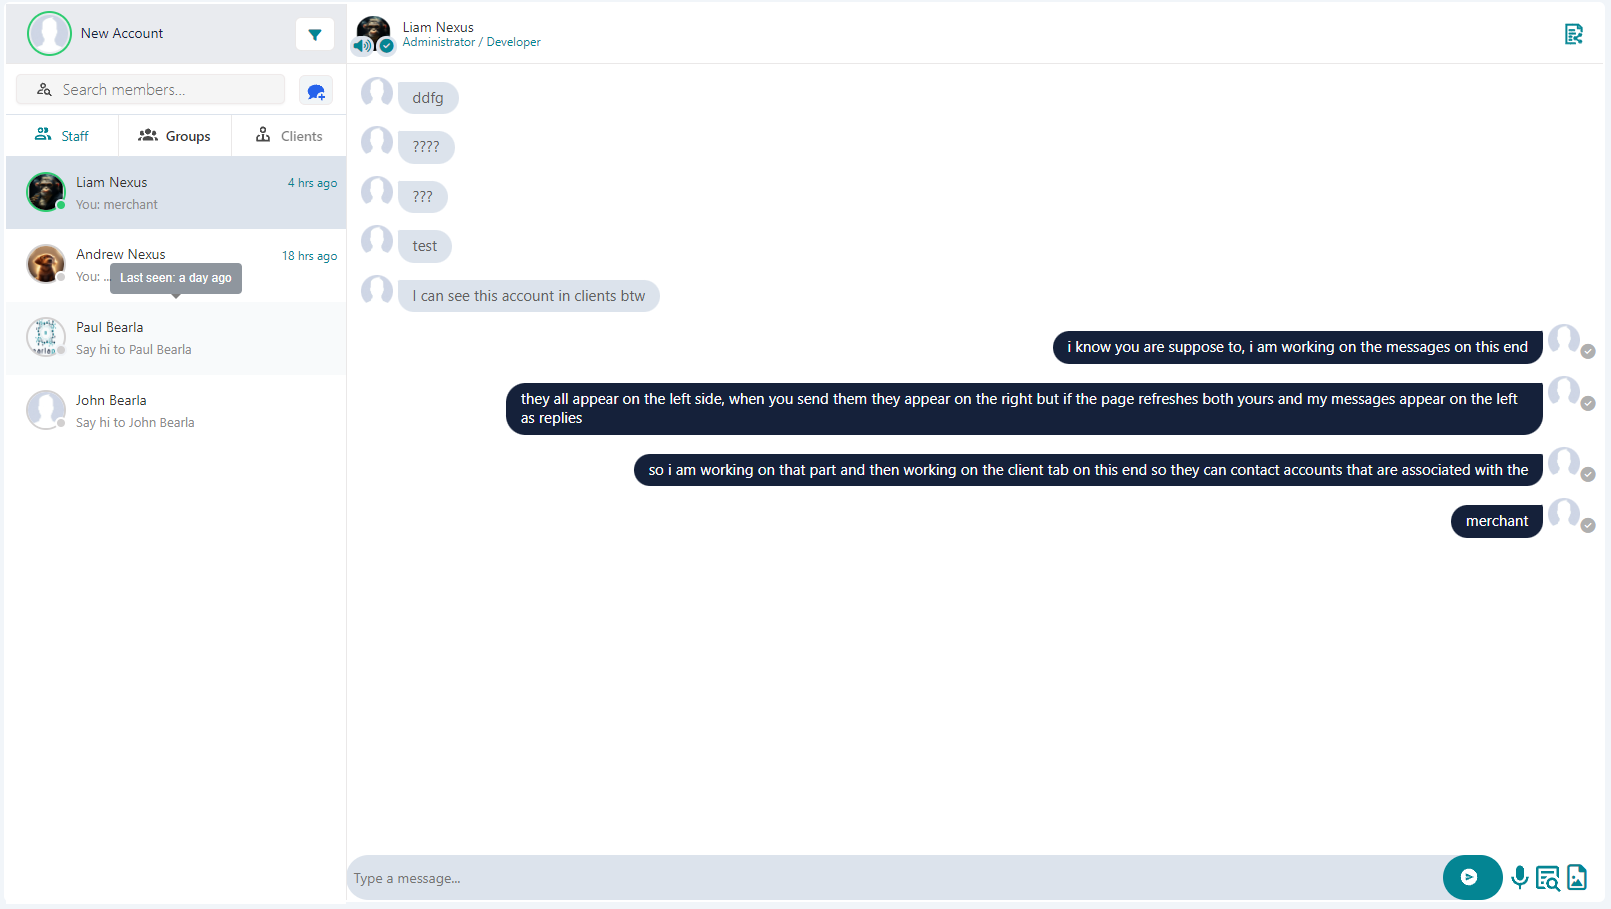 New Account
Search members...
Staff
Groups
Clients
Liam Nexus
4 hrs ago
You: merchant
Andrew Nexus
18 hrs ago
You: ...
Last seen: a day ago
Paul Bearla
Say hi to Paul Bearla
John Bearla
Say hi to John Bearla
Liam Nexus
Administrator / Developer
ddfg
????
???
test
I can see this account in clients btw
i know you are suppose to, i am working on the messages on this end
they all appear on the left side, when you send them they appear on the right but if the page refreshes both yours and my messages appear on the left
as replies
so i am working on that part and then working on the client tab on this end so they can contact accounts that are associated with the
merchant
Type a message...